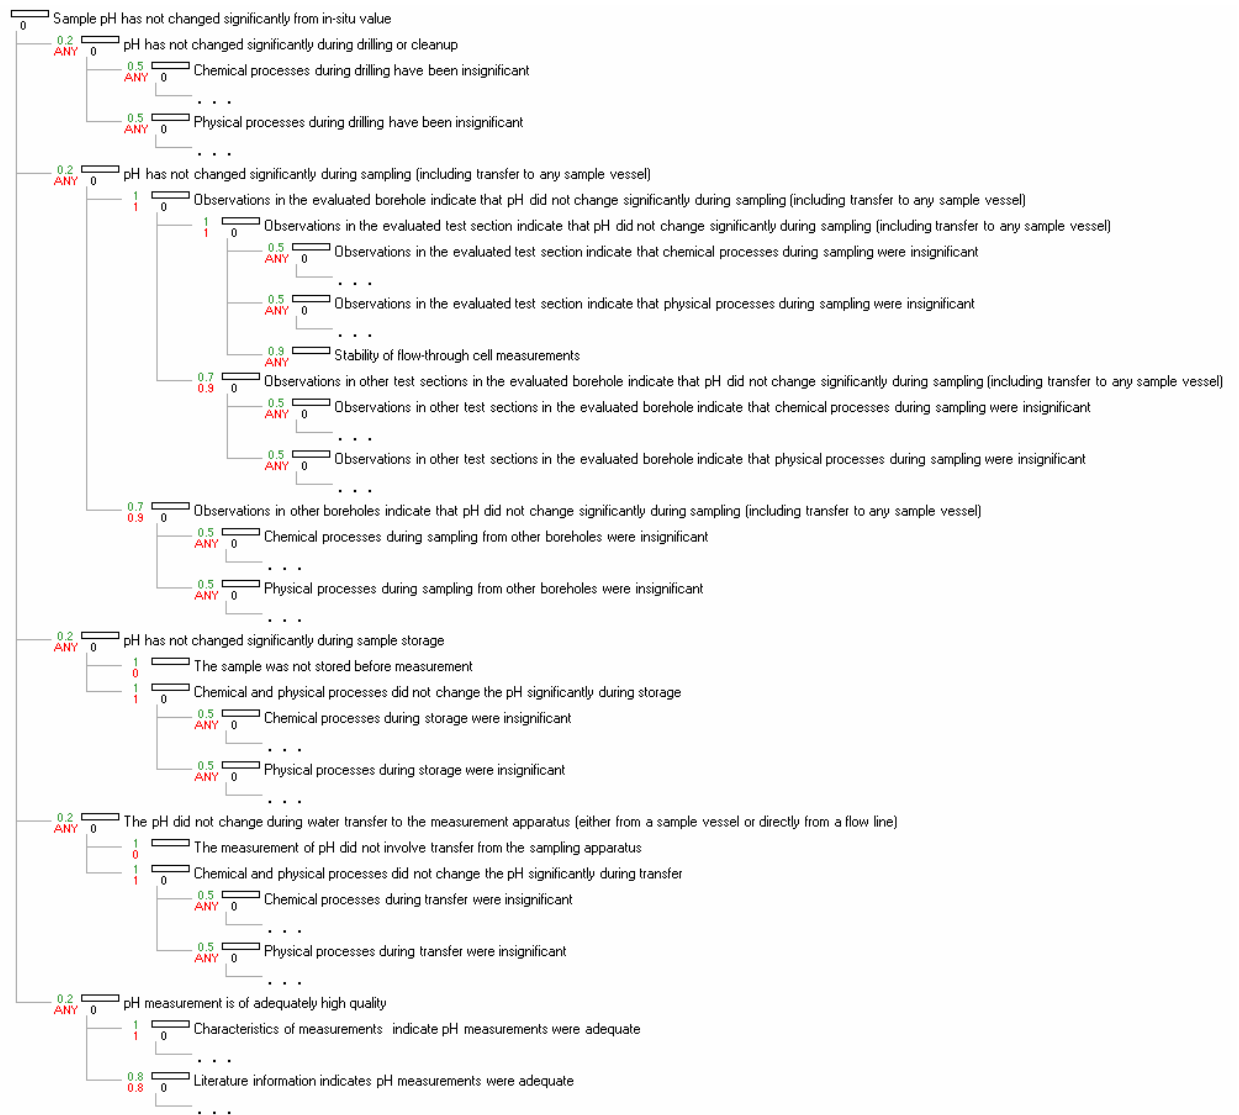 Sample pH has not changed significantly from in-situ value
0
0.2
ANY 0 pH has not changed significantly during drilling or cleanup
0.5
ANY 0 Chemical processes during drilling have been insignificant
. . .
0.5
ANY 0 Physical processes during drilling have been insignificant
. . .
0.2
ANY 0 pH has not changed significantly during sampling (including transfer to any sample vessel)
1
1 0 Observations in the evaluated borehole indicate that pH did not change significantly during sampling (including transfer to any sample vessel)
1
1 0 Observations in the evaluated test section indicate that pH did not change significantly during sampling (including transfer to any sample vessel)
0.5
ANY 0 Observations in the evaluated test section indicate that chemical processes during sampling were insignificant
. . .
0.5
ANY 0 Observations in the evaluated test section indicate that physical processes during sampling were insignificant
. . .
0.9
ANY Stability of flow-through cell measurements
0.7
0.9 0 Observations in other test sections in the evaluated borehole indicate that pH did not change significantly during sampling (including transfer to any sample vessel)
0.5
ANY 0 Observations in other test sections in the evaluated borehole indicate that chemical processes during sampling were insignificant
. . .
0.5
ANY 0 Observations in other test sections in the evaluated borehole indicate that physical processes during sampling were insignificant
. . .
0.7
0.9 0 Observations in other boreholes indicate that pH did not change significantly during sampling (including transfer to any sample vessel)
0.5
ANY 0 Chemical processes during sampling from other boreholes were insignificant
. . .
0.5
ANY 0 Physical processes during sampling from other boreholes were insignificant
. . .
0.2
ANY 0 pH has not changed significantly during sample storage
1
0 The sample was not stored before measurement
1
1 0 Chemical and physical processes did not change the pH significantly during storage
0.5
ANY 0 Chemical processes during storage were insignificant
. . .
0.5
ANY 0 Physical processes during storage were insignificant
. . .
0.2
ANY 0 The pH did not change during water transfer to the measurement apparatus (either from a sample vessel or directly from a flow line)
1
0 The measurement of pH did not involve transfer from the sampling apparatus
1
1 0 Chemical and physical processes did not change the pH significantly during transfer
0.5
ANY 0 Chemical processes during transfer were insignificant
. . .
0.5
ANY 0 Physical processes during transfer were insignificant
. . .
0.2
ANY 0 pH measurement is of adequately high quality
1
1 0 Characteristics of measurements indicate pH measurements were adequate
. . .
0.8
0.8 0 Literature information indicates pH measurements were adequate
. . .